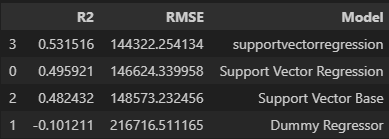 R2 RMSE Model
3 0.531516 144322.254134 supportvectorregression
0 0.495921 146624.339958 Support Vector Regression
2 0.482432 148573.232456 Support Vector Base
1 -0.101211 216716.511165 Dummy Regressor